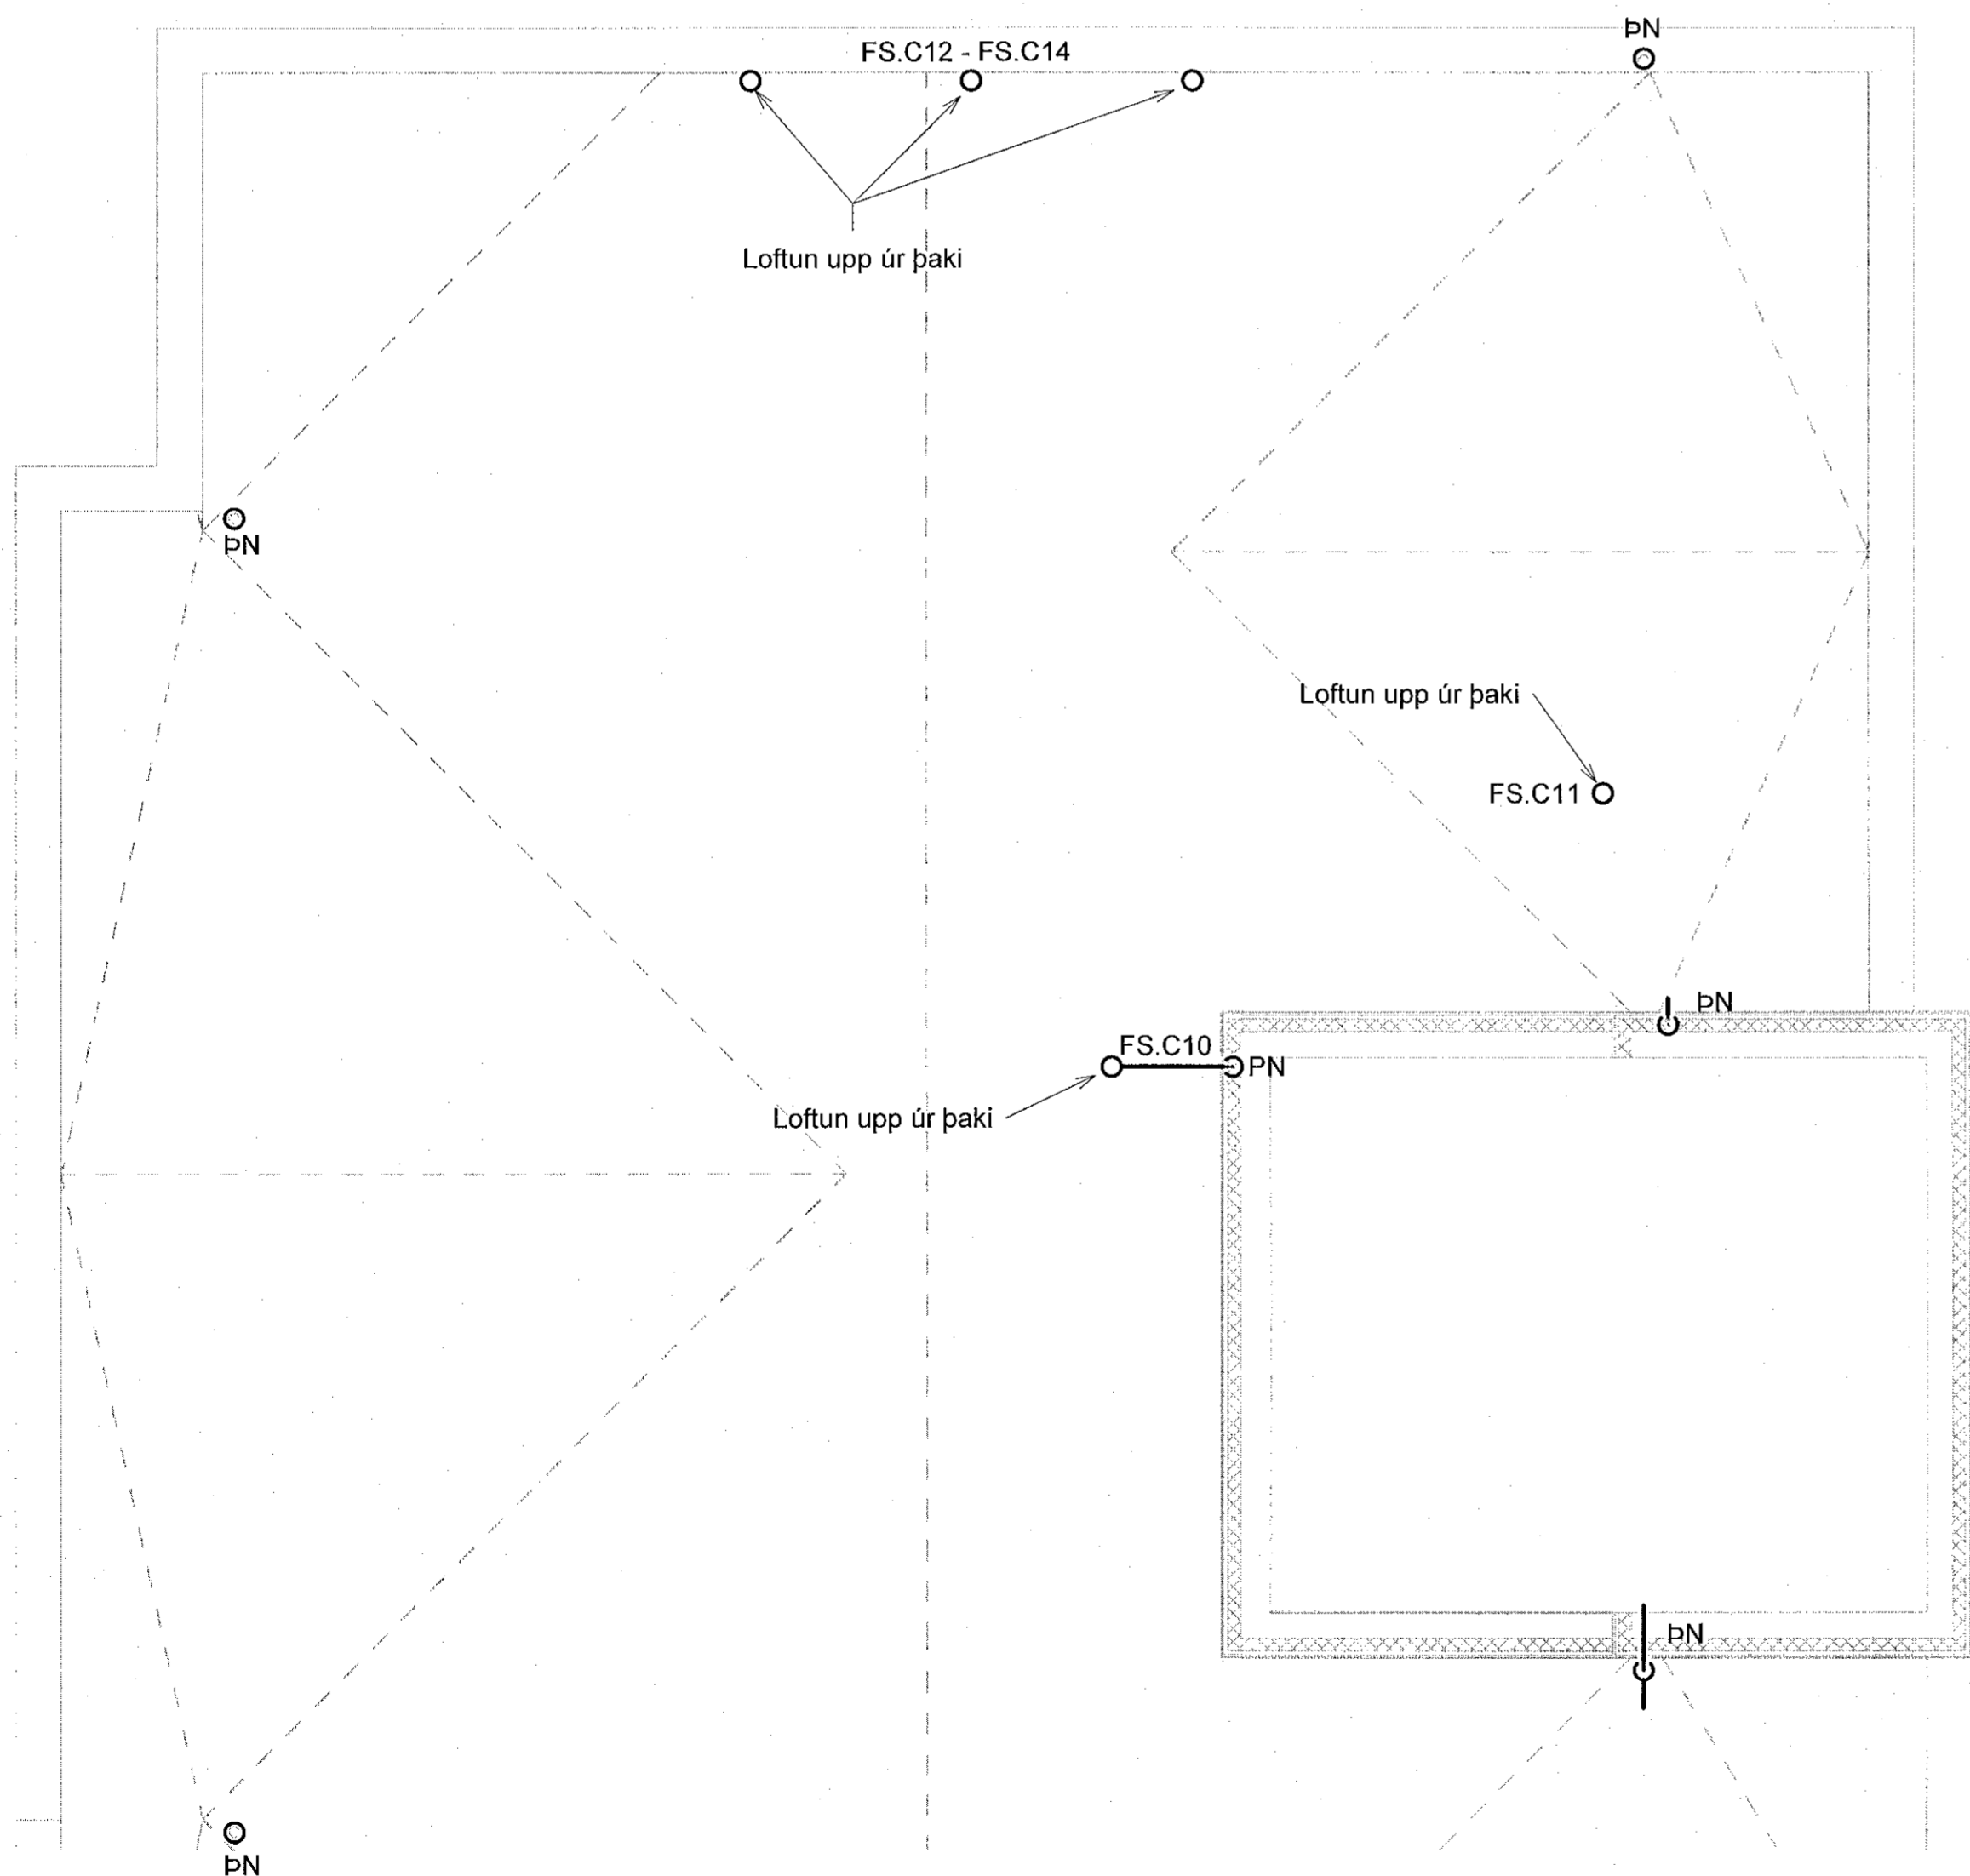 ÞN
FS.C12 - FS.C14
Loftun upp úr þaki
ÞN
Loftun upp úr þaki
FS.C11
ÞN
FS.C10
ÞN
Loftun upp úr þaki
ÞN
ÞN